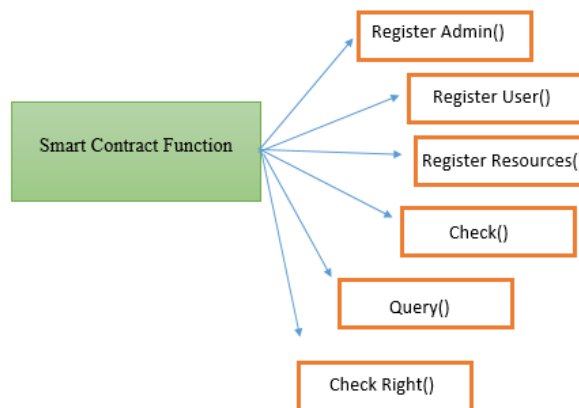 Register Admin()
Register User()
Smart Contract Function
Register Resources()
Check()
Query()
Check Right()